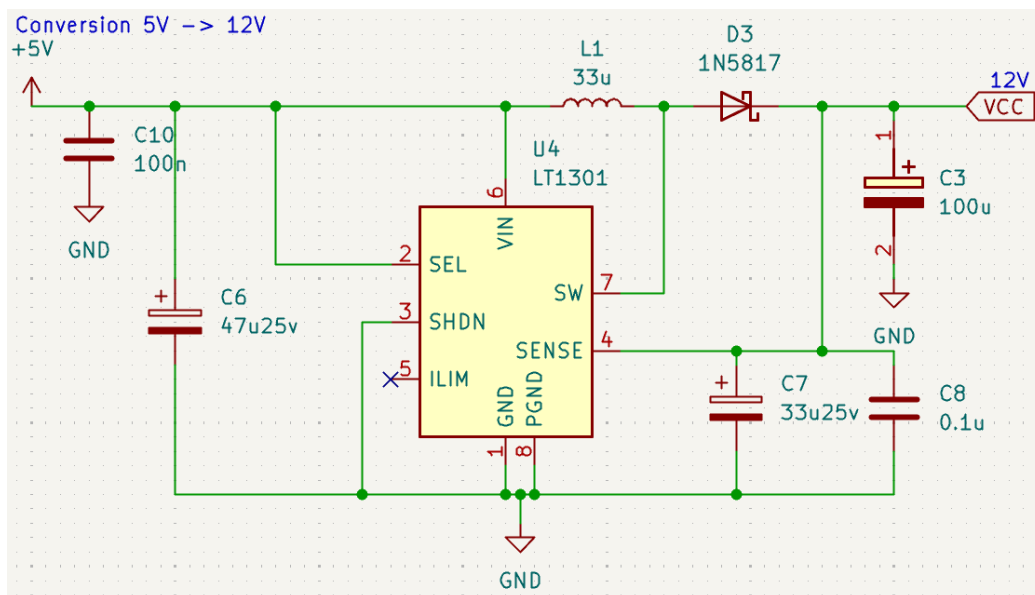 Conversion 5V -> 12V
+5V
C10
100n
GND
C6
47u25v
+
L1
33u
D3
1N5817
12V
VCC
U4
LT1301
6
VIN
2
SEL
3
SHDN
5
ILIM
SW
7
SENSE
4
GND
PGND
1
8
GND
C7
33u25v
+
C8
0.1u
1
+
C3
100u
2
GND